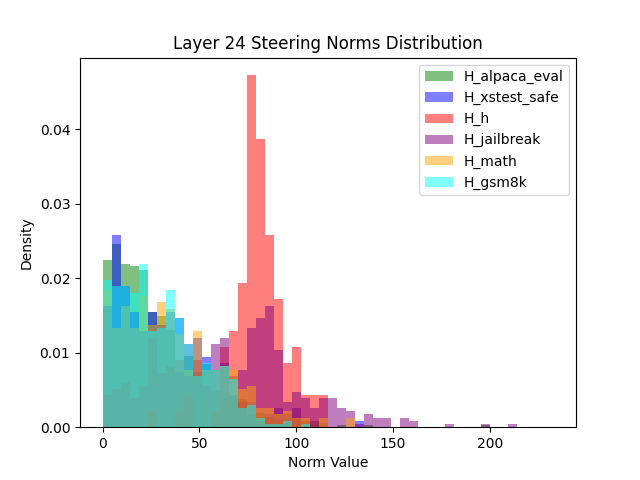 Layer 24 Steering Norms Distribution
H_alpaca_eval
H_xstest_safe
H_h
H_jailbreak
H_math
H_gsm8k
0.04
0.03
0.02
0.01
0.00
Density
0 50 100 150 200
Norm Value